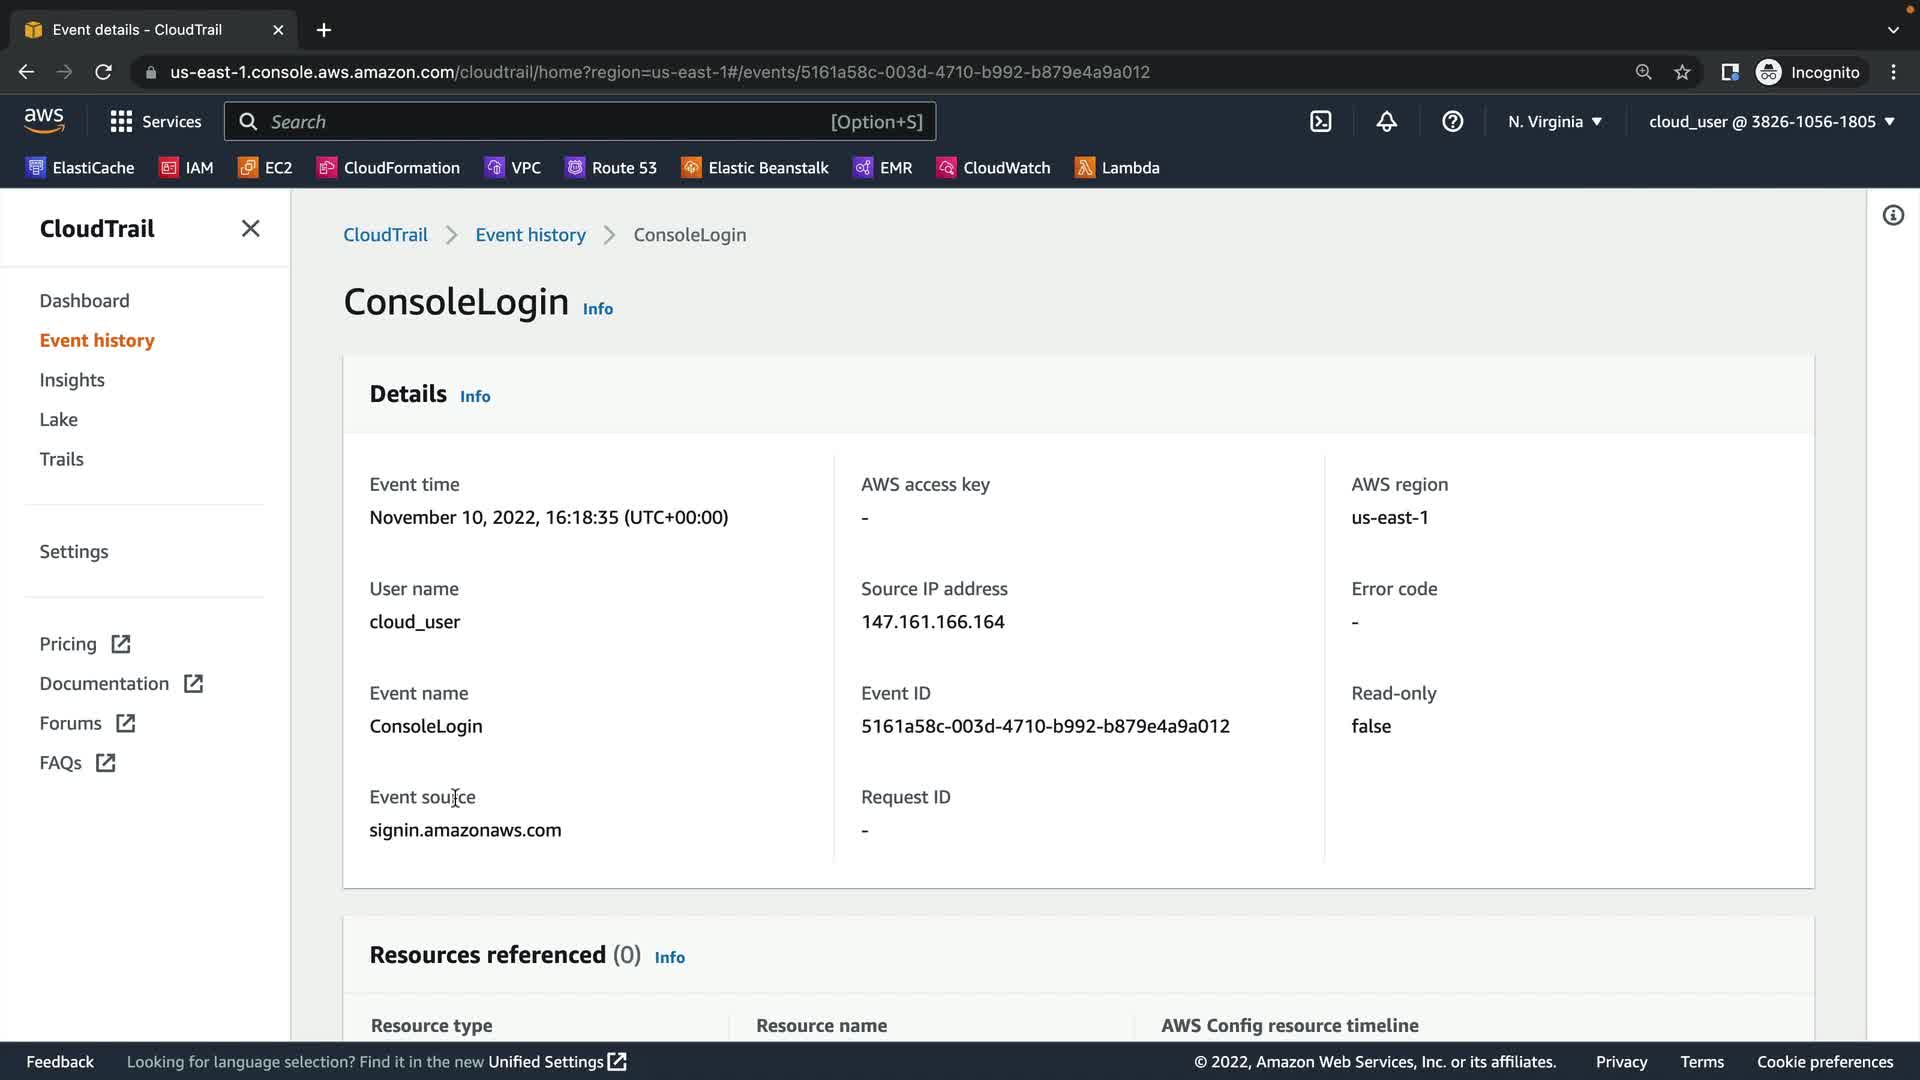 Event details - CloudTrail
us-east-1.console.aws.amazon.com/cloudtrail/home?region=us-east-1#/events/5161a58c-003d-4710-b992-b879e4a9a012
Incognito
aws
Services
Search
[Option+S]
N. Virginia
cloud_user @ 3826-1056-1805
ElastiCache
IAM
EC2
CloudFormation
VPC
Route 53
Elastic Beanstalk
EMR
CloudWatch
Lambda
CloudTrail
Dashboard
Event history
Insights
Lake
Trails
Settings
Pricing
Documentation
Forums
FAQs
CloudTrail
Event history
ConsoleLogin
ConsoleLogin Info
Details Info
Event time
November 10, 2022, 16:18:35 (UTC+00:00)
User name
cloud_user
Event name
ConsoleLogin
Event source
signin.amazonaws.com
AWS access key
-
Source IP address
147.161.166.164
Event ID
5161a58c-003d-4710-b992-b879e4a9a012
Request ID
-
AWS region
us-east-1
Error code
-
Read-only
false
Resources referenced (0) Info
Resource type
Resource name
AWS Config resource timeline
Feedback
Looking for language selection? Find it in the new Unified Settings
© 2022, Amazon Web Services, Inc. or its affiliates.
Privacy
Terms
Cookie preferences